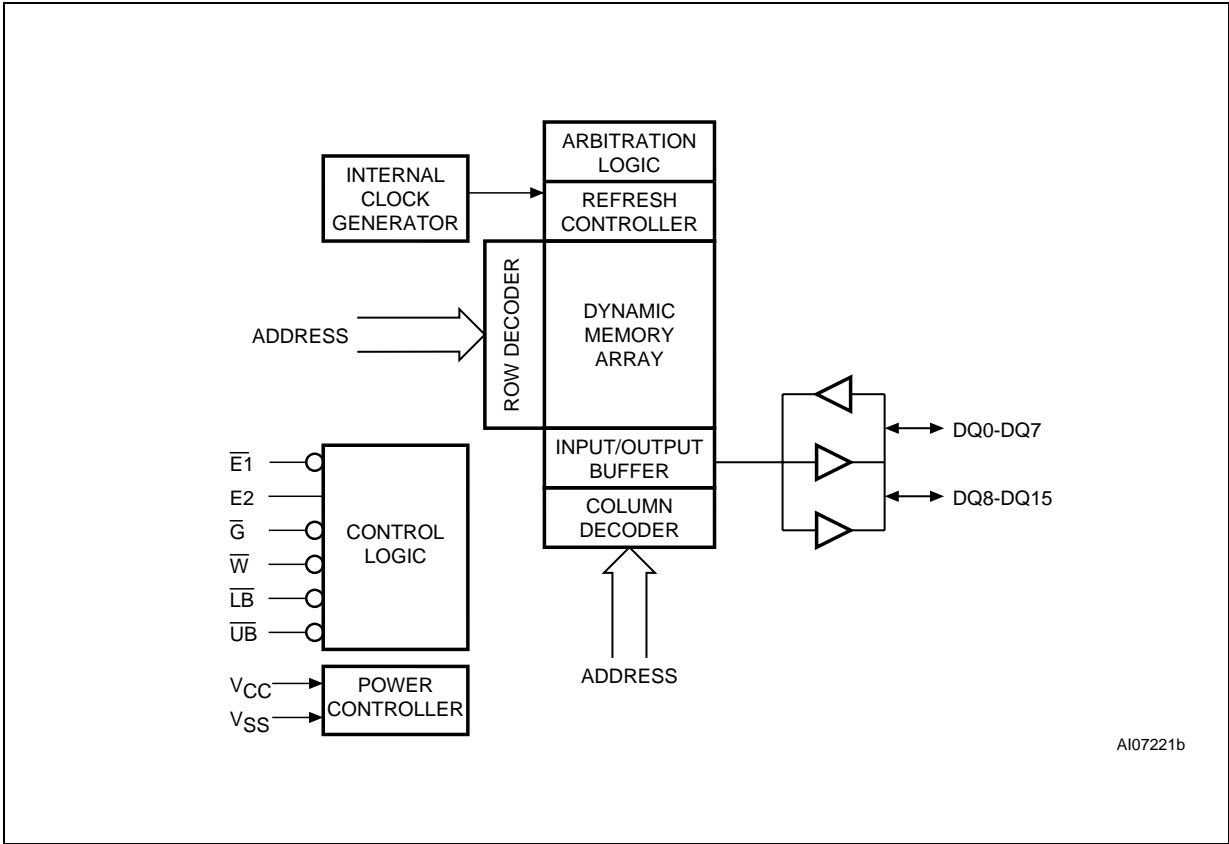 ARBITRATION
LOGIC
INTERNAL
CLOCK
GENERATOR
REFRESH
CONTROLLER
ADDRESS
ROW DECODER
DYNAMIC
MEMORY
ARRAY
INPUT/OUTPUT
BUFFER
COLUMN
DECODER
DQ0-DQ7
DQ8-DQ15
E1
E2
G
W
LB
UB
CONTROL
LOGIC
VCC
VSS
POWER
CONTROLLER
ADDRESS
AI07221b